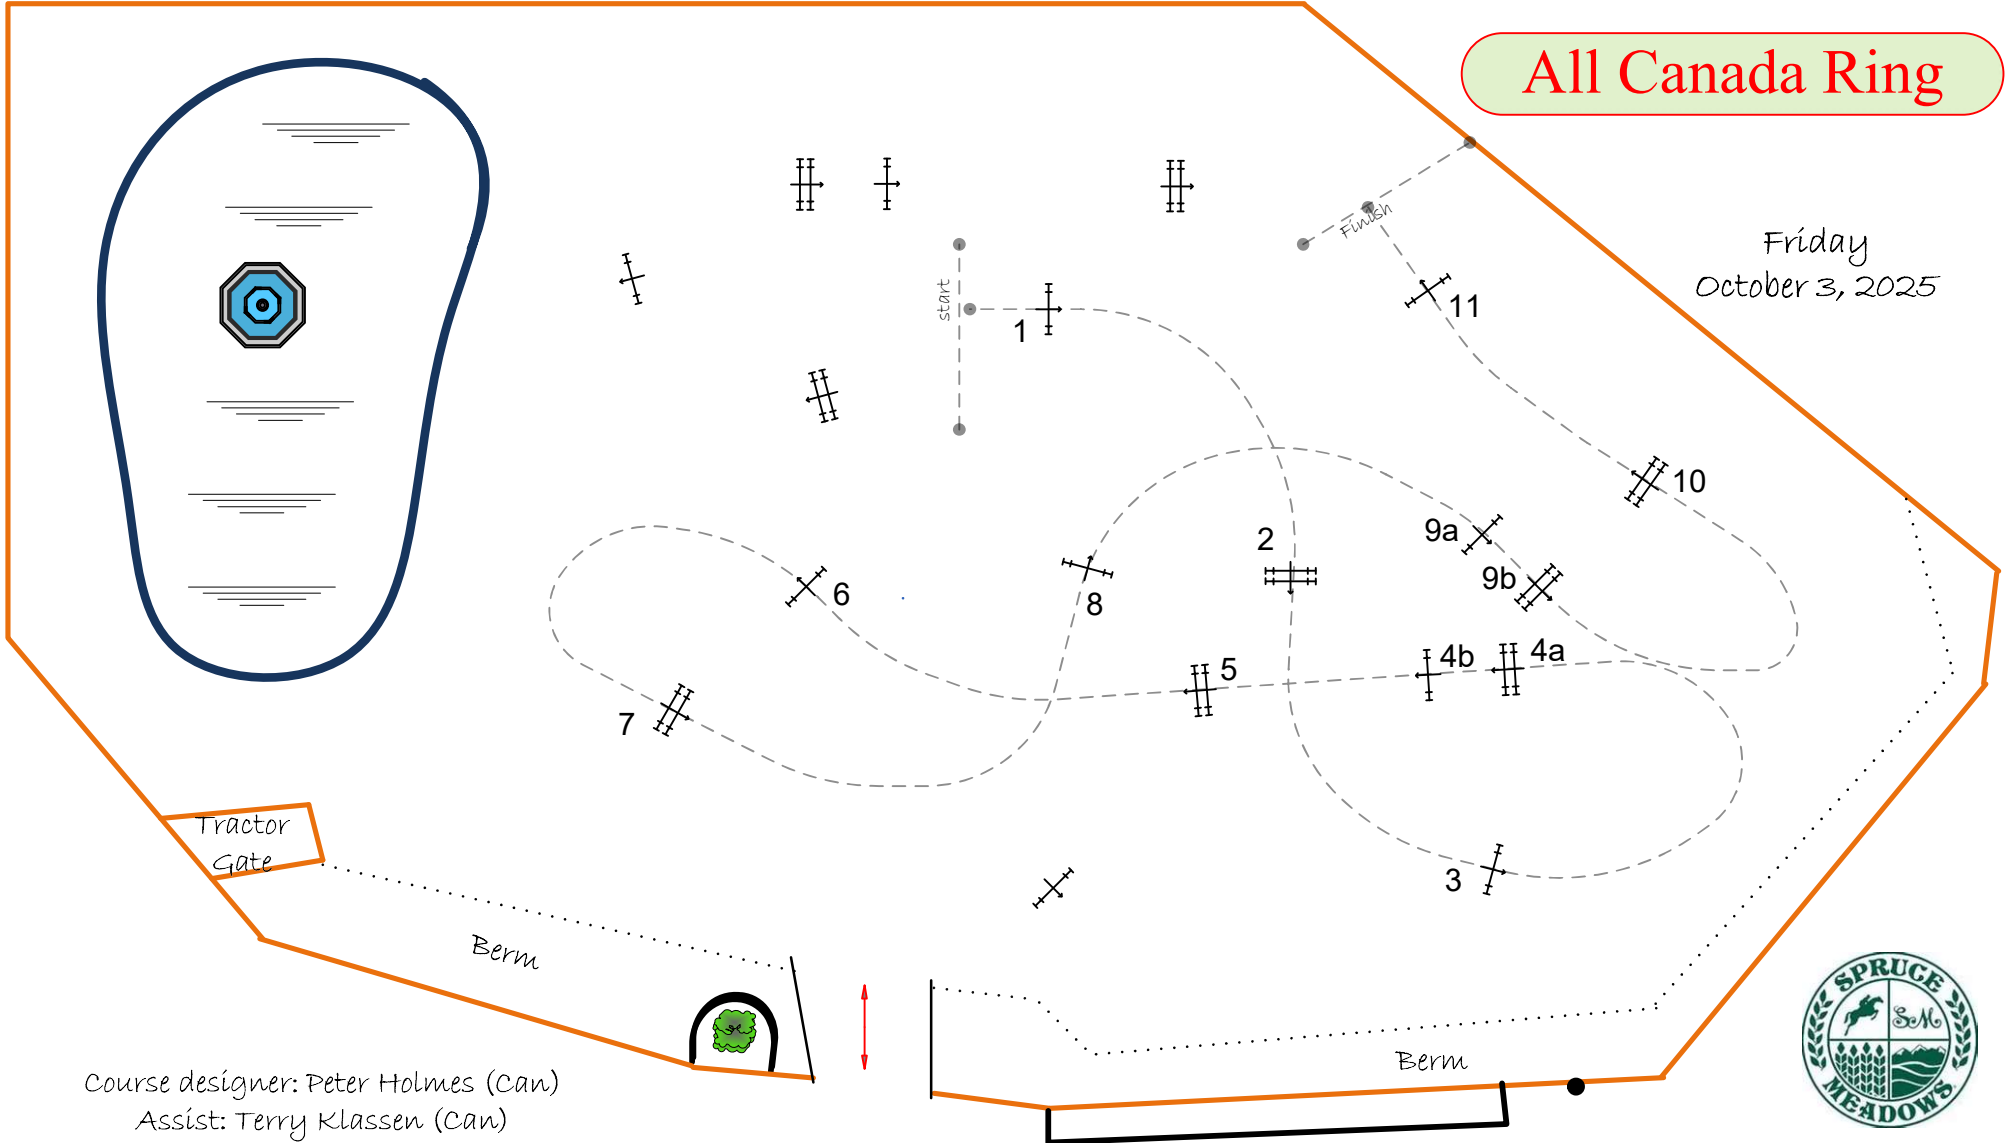 All Canada Ring
Friday
October 3, 2025
Finish
start
1
11
10
2
9a
9b
6
8
4b
4a
5
7
3
Tractor
Gate
Berm
Berm
Course designer: Peter Holmes (Can)
Assist: Terry Klassen (Can)
SPRUCE
SM
MEADOWS